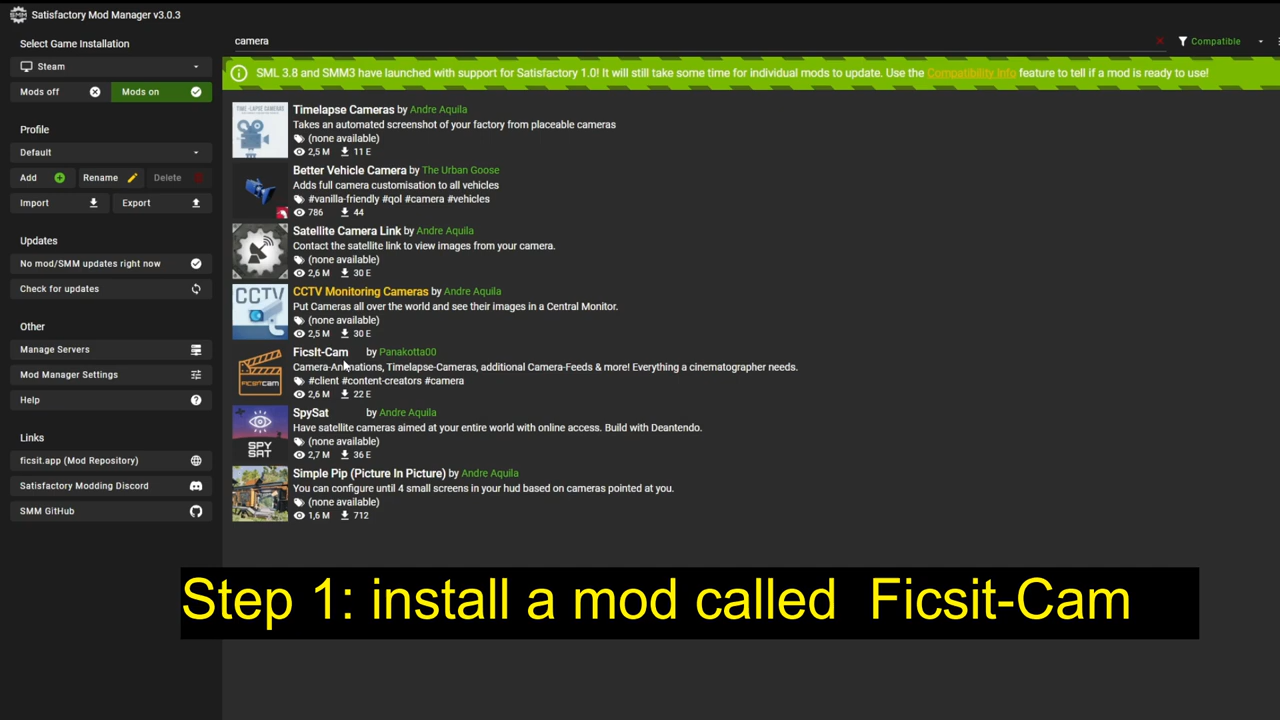 Satisfactory Mod Manager v3.0.3
Select Game Installation
Steam
Mods off
Mods on
Profile
Default
Add
Rename
Delete
Import
Export
Updates
No mod/SMM updates right now
Check for updates
Other
Manage Servers
Mod Manager Settings
Help
Links
ficsit.app (Mod Repository)
Satisfactory Modding Discord
SMM GitHub
camera
Compatible
SML 3.8 and SMM3 have launched with support for Satisfactory 1.0! It will still take some time for individual mods to update. Use the Compatibility Info feature to tell if a mod is ready to use!
TIME-LAPSE CAMERAS
Timelapse Cameras by Andre Aquila
Takes an automated screenshot of your factory from placeable cameras
(none available)
2,5 M 11 E
Better Vehicle Camera by The Urban Goose
Adds full camera customisation to all vehicles
#vanilla-friendly #qol #camera #vehicles
786 44
Satellite Camera Link by Andre Aquila
Contact the satellite link to view images from your camera.
(none available)
2,6 M 30 E
CCTV
CCTV Monitoring Cameras by Andre Aquila
Put Cameras all over the world and see their images in a Central Monitor.
(none available)
2,5 M 30 E
FICSITCAM
FicsIt-Cam by Panakotta00
Camera-Animations, Timelapse-Cameras, additional Camera-Feeds & more! Everything a cinematographer needs.
#client #content-creators #camera
2,6 M 22 E
SPY
SAT
SpySat by Andre Aquila
Have satellite cameras aimed at your entire world with online access. Build with Deantendo.
(none available)
2,7 M 36 E
Simple Pip (Picture In Picture) by Andre Aquila
You can configure until 4 small screens in your hud based on cameras pointed at you.
(none available)
1,6 M 712
Step 1: install a mod called Ficsit-Cam